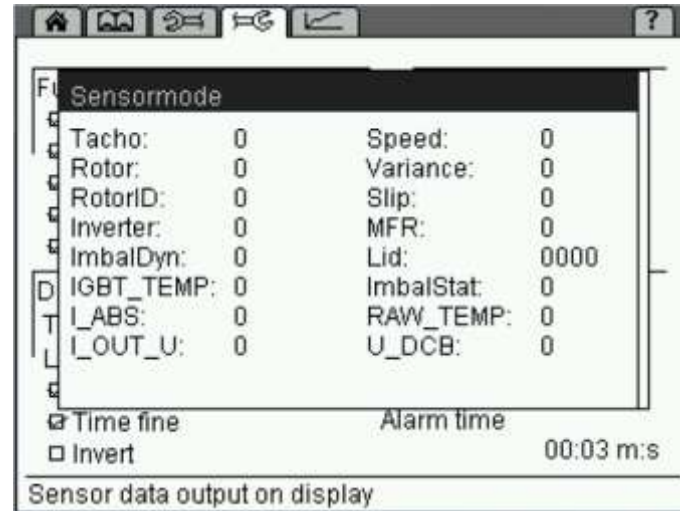 ?
Fu
Sensormode
Tacho: 0 Speed: 0
Rotor: 0 Variance: 0
RotorID: 0 Slip: 0
Inverter: 0 MFR: 0
ImbalDyn: 0 Lid: 0000
IGBT_TEMP: 0 ImbalStat: 0
I_ABS: 0 RAW_TEMP: 0
I_OUT_U: 0 U_DCB: 0
D
T
L
Time fine Alarm time
Invert 00:03 m:s
Sensor data output on display